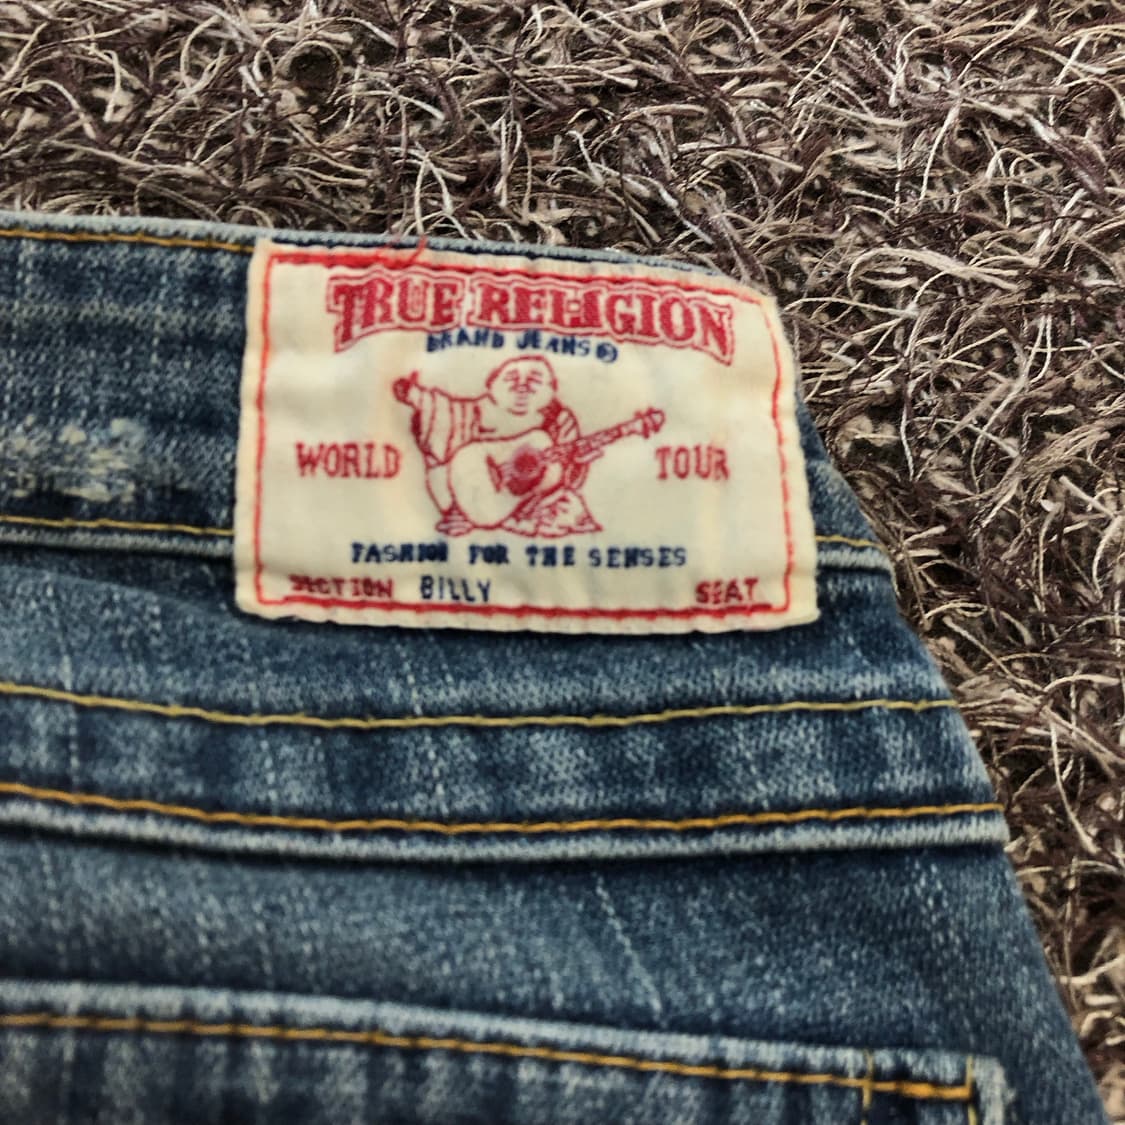 TRUE RELIGION
BRAND JEANS®
WORLD TOUR
FASHION FOR THE SENSES
SECTION BILLY SEAT